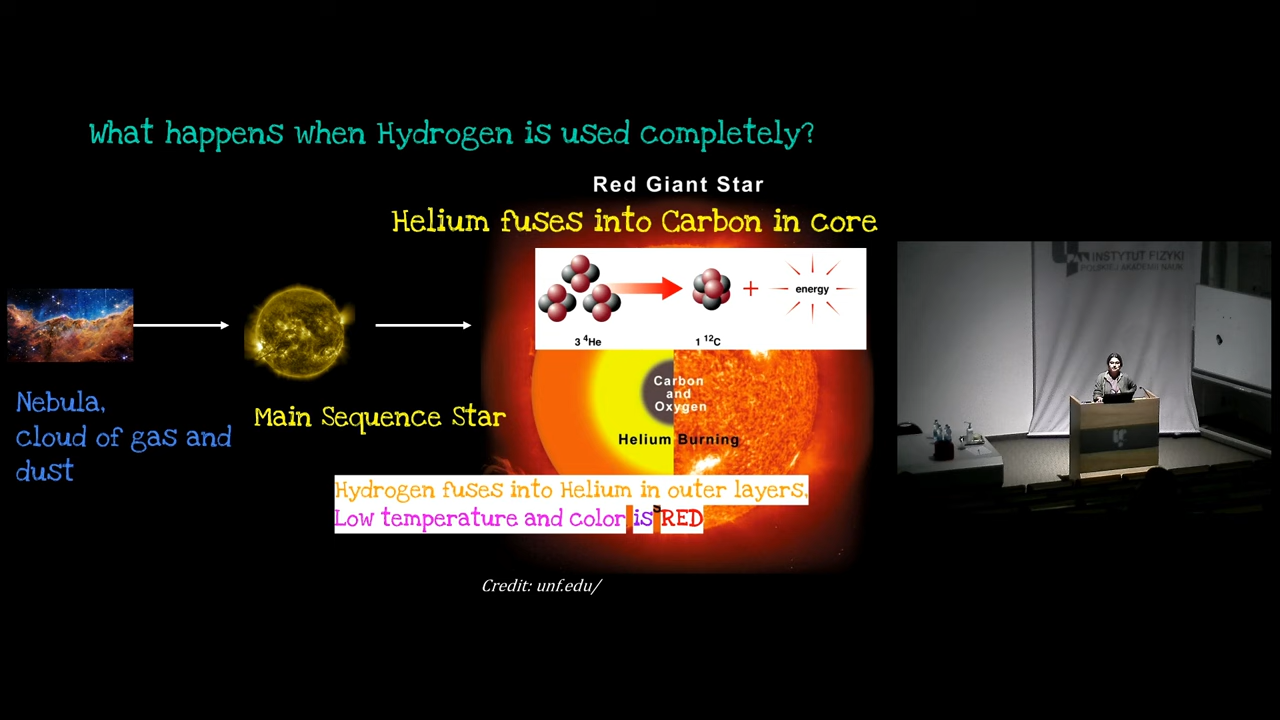 What happens when Hydrogen is used completely?
Red Giant Star
Helium fuses into Carbon in core
energy
3 ⁴He
1 ¹²C
+
Carbon
and
Oxygen
Helium Burning
Nebula,
cloud of gas and
dust
Main Sequence Star
Hydrogen fuses into Helium in outer layers,
Low temperature and color is RED
Credit: unf.edu/
INSTYTUT FIZYKI
POLSKIEJ AKADEMII NAUK